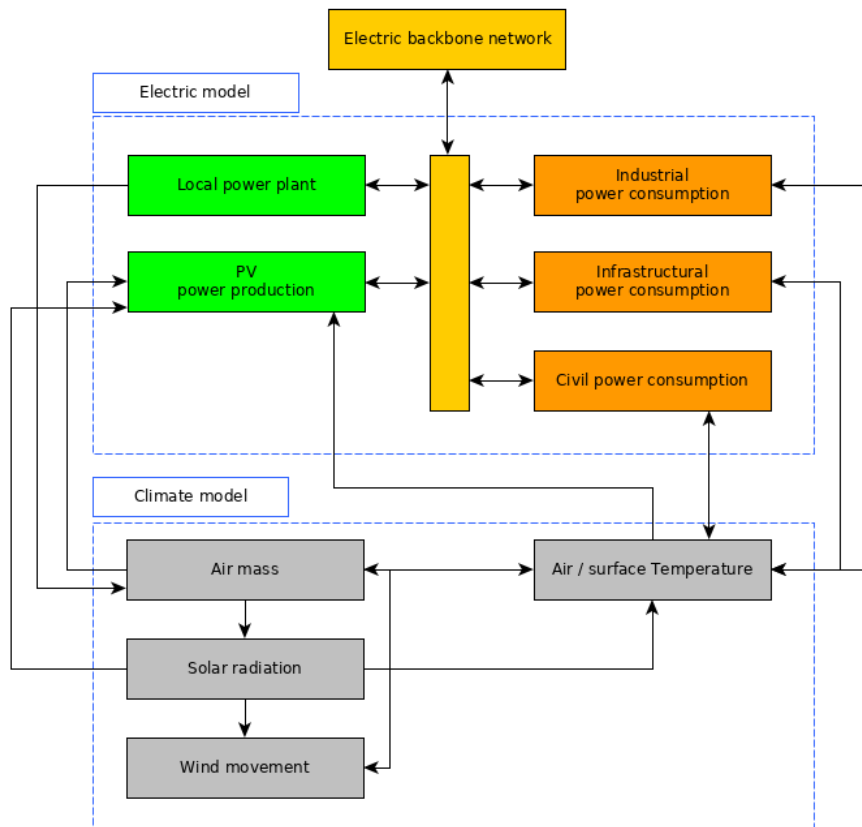 Electric backbone network
Electric model
Local power plant
Industrial
power consumption
PV
power production
Infrastructural
power consumption
Civil power consumption
Climate model
Air mass
Air / surface Temperature
Solar radiation
Wind movement